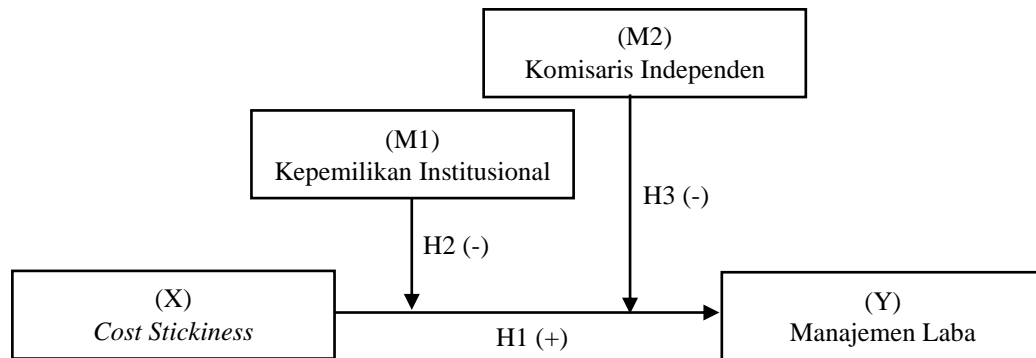 (M2)
Komisaris Independen
(M1)
Kepemilikan Institusional
H3 (-)
H2 (-)
(X)
Cost Stickiness
H1 (+)
(Y)
Manajemen Laba